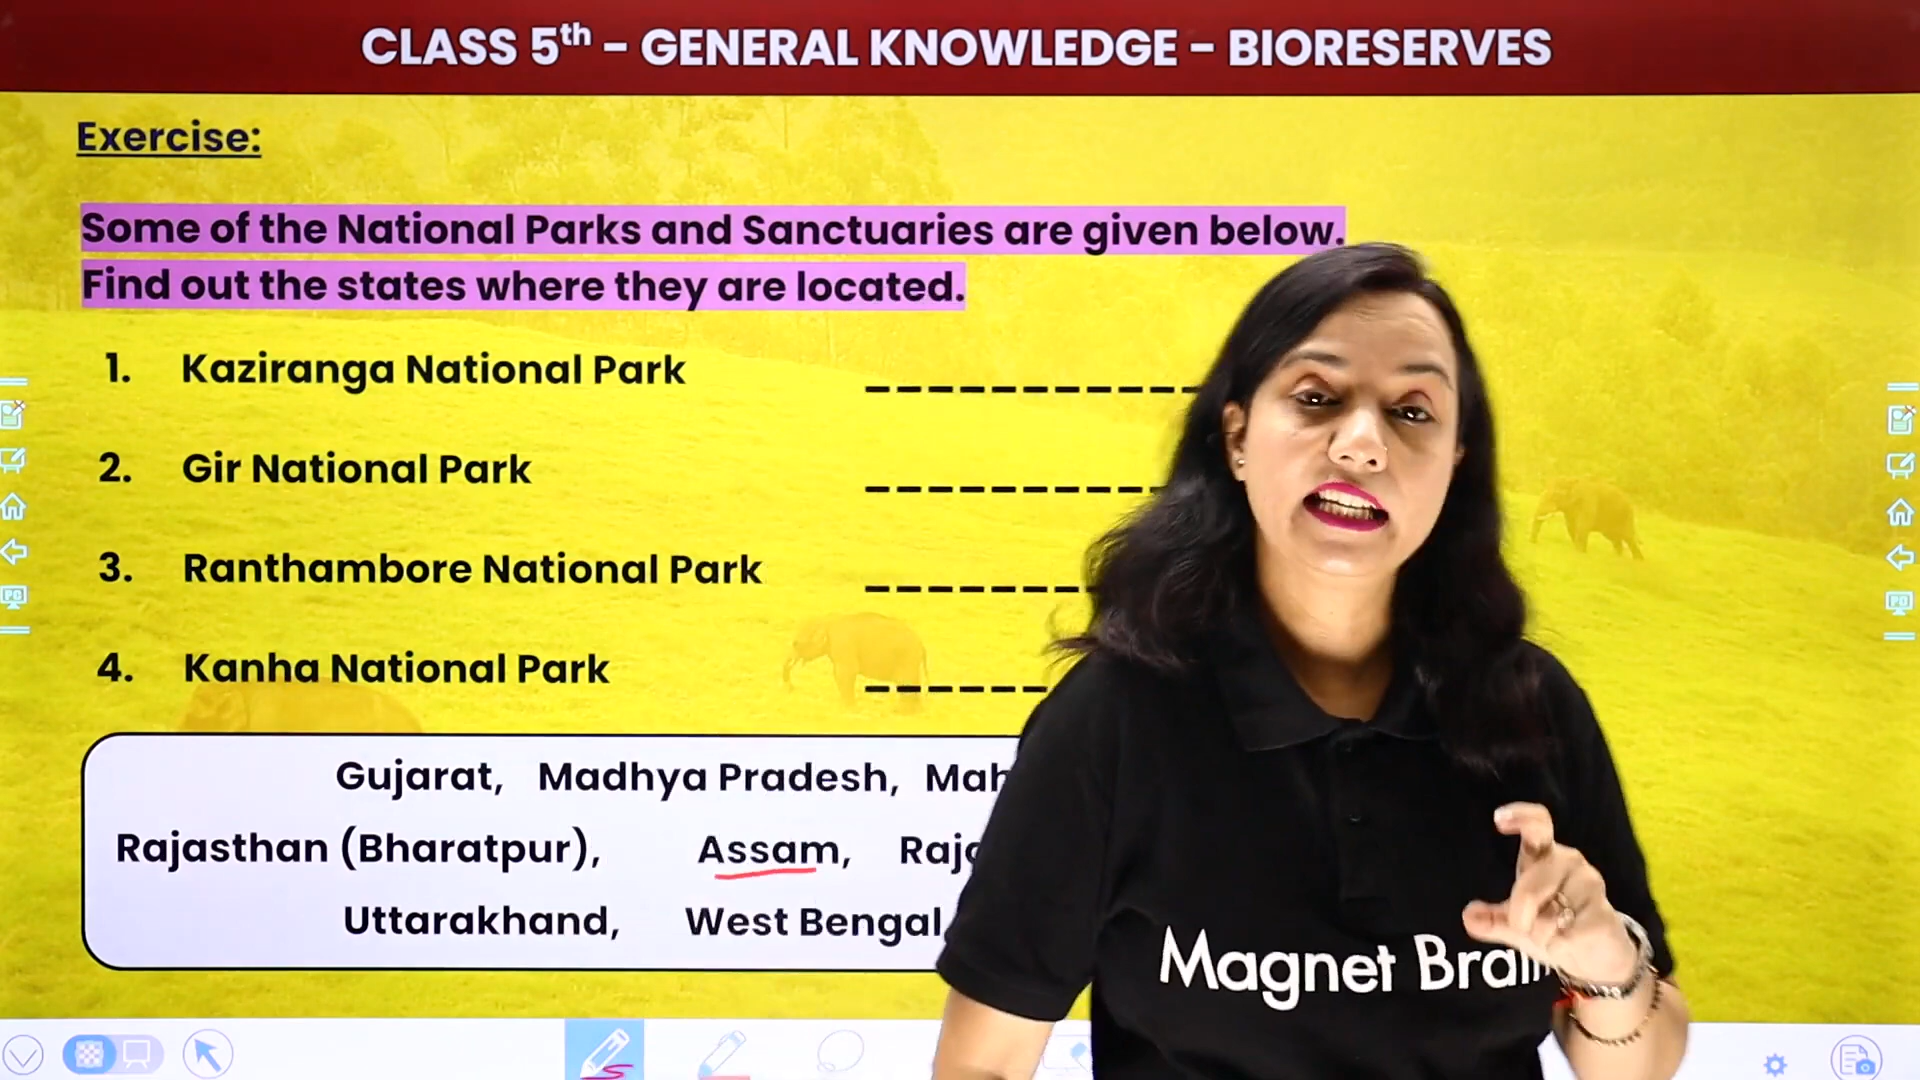 CLASS 5th - GENERAL KNOWLEDGE - BIORESERVES
Exercise:
Some of the National Parks and Sanctuaries are given below.
Find out the states where they are located.
1. Kaziranga National Park
2. Gir National Park
3. Ranthambore National Park
4. Kanha National Park
Gujarat, Madhya Pradesh,
Rajasthan (Bharatpur), Assam,
Uttarakhand, West Bengal
Magnet Brain